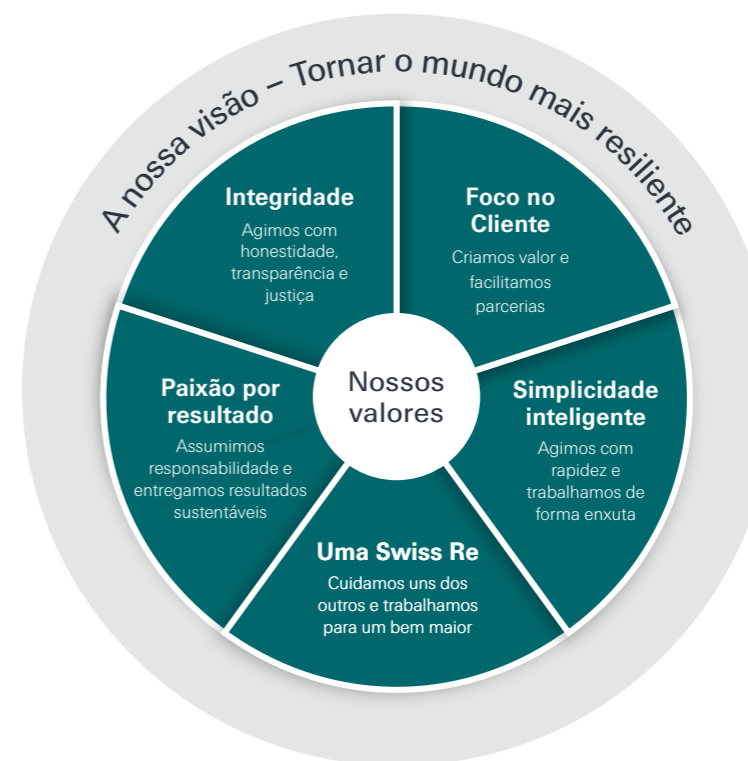 A nossa visão – Tornar o mundo mais resiliente
Integridade
Agimos com
honestidade,
transparência e
justiça
Foco no
Cliente
Criamos valor e
facilitamos
parcerias
Nossos
valores
Paixão por
resultado
Assumimos
responsabilidade e
entregamos resultados
sustentáveis
Simplicidade
inteligente
Agimos com
rapidez e
trabalhamos de
forma enxuta
Uma Swiss Re
Cuidamos uns dos
outros e trabalhamos
para um bem maior